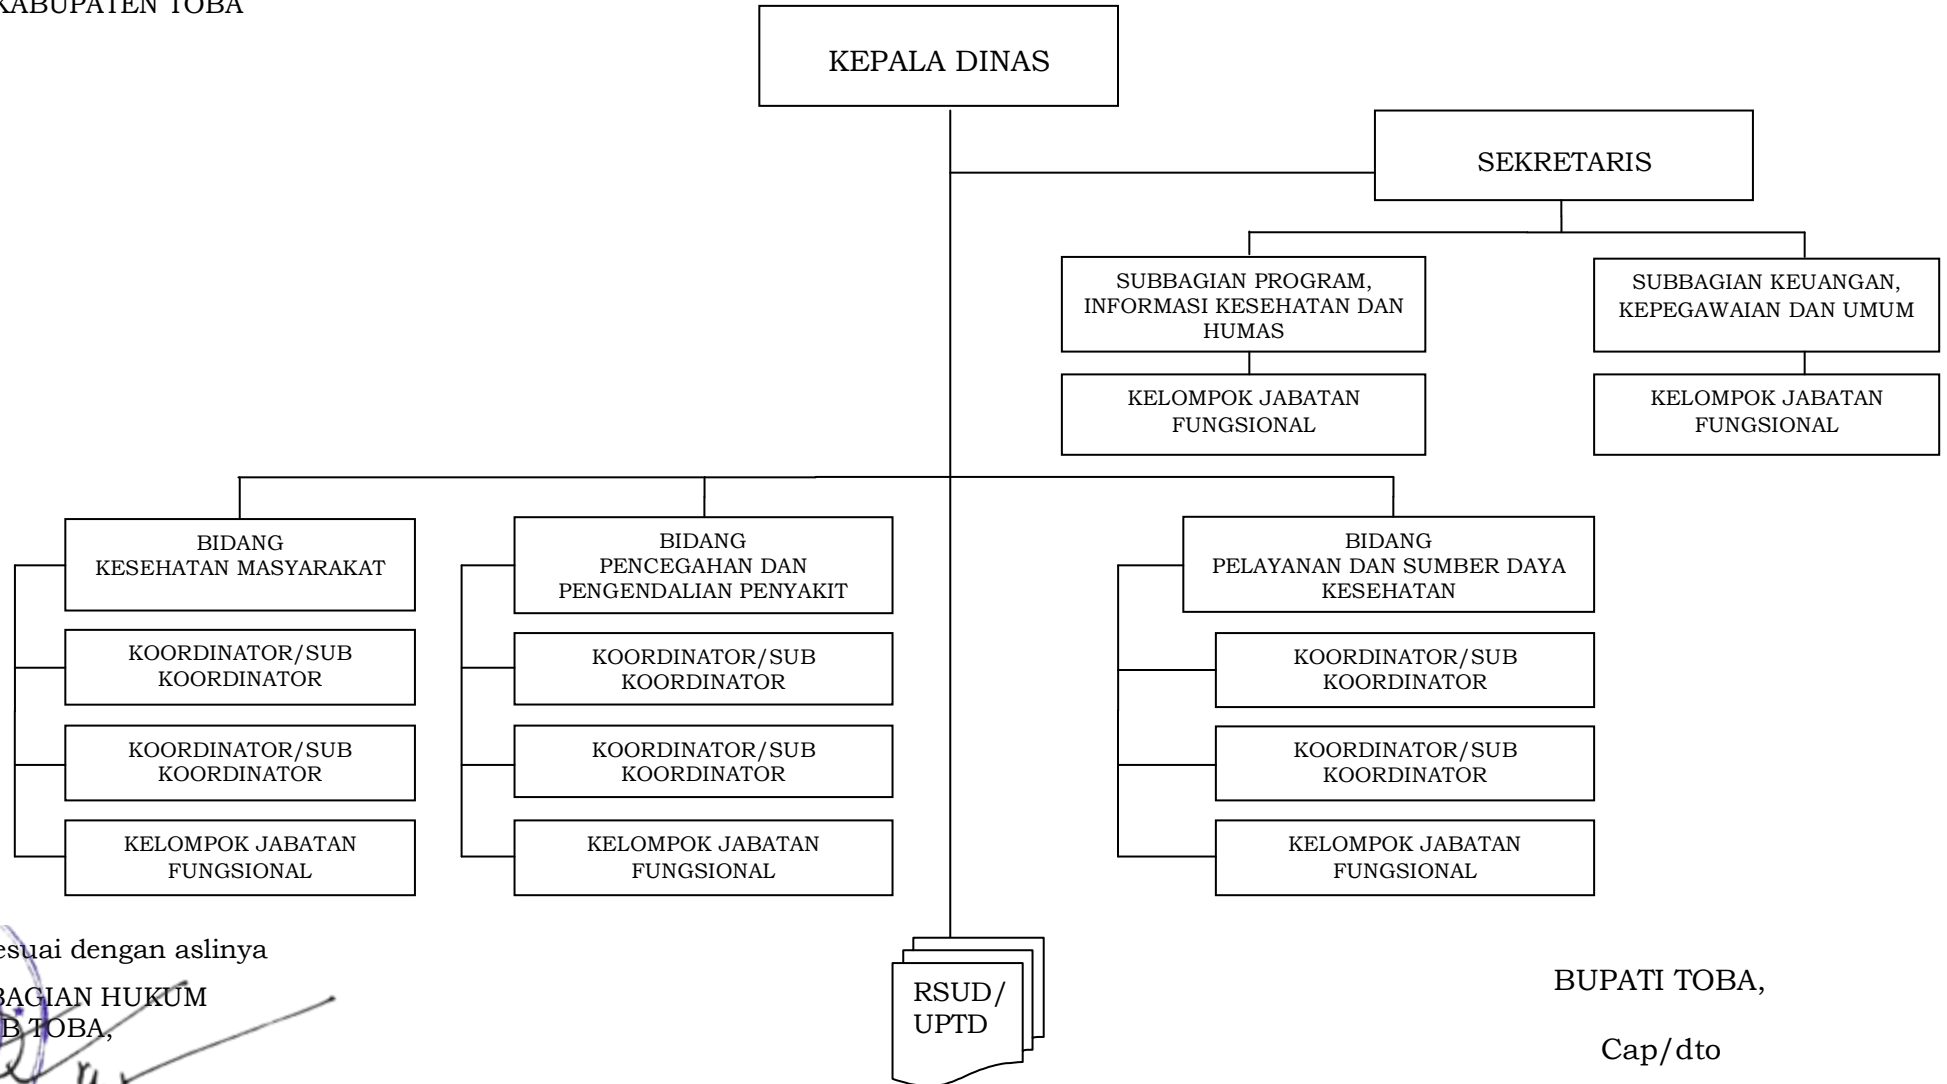 KABUPATEN TOBA
KEPALA DINAS
SEKRETARIS
SUBBAGIAN PROGRAM,
INFORMASI KESEHATAN DAN
HUMAS
SUBBAGIAN KEUANGAN,
KEPEGAWAIAN DAN UMUM
KELOMPOK JABATAN
FUNGSIONAL
KELOMPOK JABATAN
FUNGSIONAL
BIDANG
KESEHATAN MASYARAKAT
KOORDINATOR/SUB
KOORDINATOR
KOORDINATOR/SUB
KOORDINATOR
KELOMPOK JABATAN
FUNGSIONAL
BIDANG
PENCEGAHAN DAN
PENGENDALIAN PENYAKIT
KOORDINATOR/SUB
KOORDINATOR
KOORDINATOR/SUB
KOORDINATOR
KELOMPOK JABATAN
FUNGSIONAL
BIDANG
PELAYANAN DAN SUMBER DAYA
KESEHATAN
KOORDINATOR/SUB
KOORDINATOR
KOORDINATOR/SUB
KOORDINATOR
KELOMPOK JABATAN
FUNGSIONAL
RSUD/
UPTD
dengan aslinya
BAGIAN HUKUM
TOBA,
BUPATI TOBA,
Cap/dto